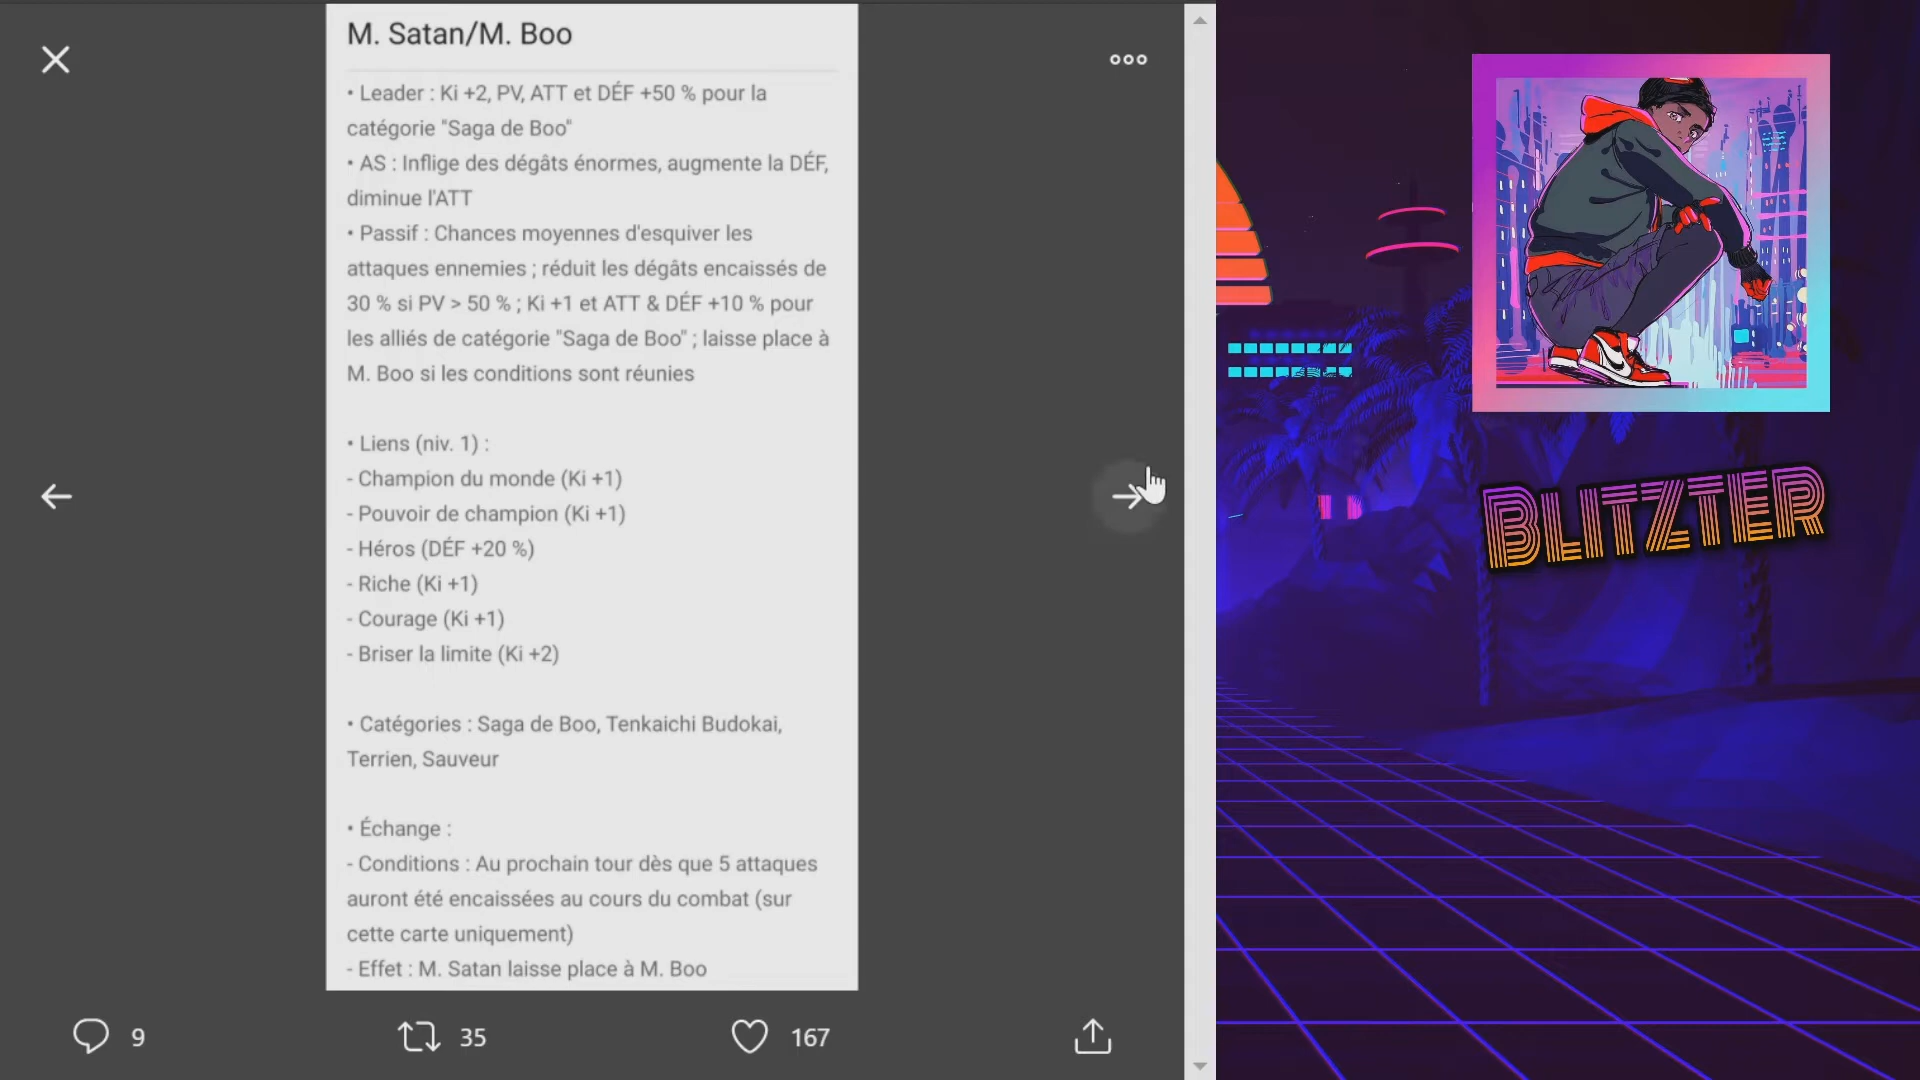 M. Satan/M. Boo
• Leader : Ki +2, PV, ATT et DÉF +50 % pour la
catégorie "Saga de Boo"
• AS : Inflige des dégâts énormes, augmente la DÉF,
diminue l'ATT
• Passif : Chances moyennes d'esquiver les
attaques ennemies ; réduit les dégâts encaissés de
30 % si PV > 50 % ; Ki +1 et ATT & DÉF +10 % pour
les alliés de catégorie "Saga de Boo" ; laisse place à
M. Boo si les conditions sont réunies
• Liens (niv. 1) :
- Champion du monde (Ki +1)
- Pouvoir de champion (Ki +1)
- Héros (DÉF +20 %)
- Riche (Ki +1)
- Courage (Ki +1)
- Briser la limite (Ki +2)
• Catégories : Saga de Boo, Tenkaichi Budokai,
Terrien, Sauveur
• Échange :
- Conditions : Au prochain tour dès que 5 attaques
auront été encaissées au cours du combat (sur
cette carte uniquement)
- Effet : M. Satan laisse place à M. Boo
9
35
167
BLITZTER